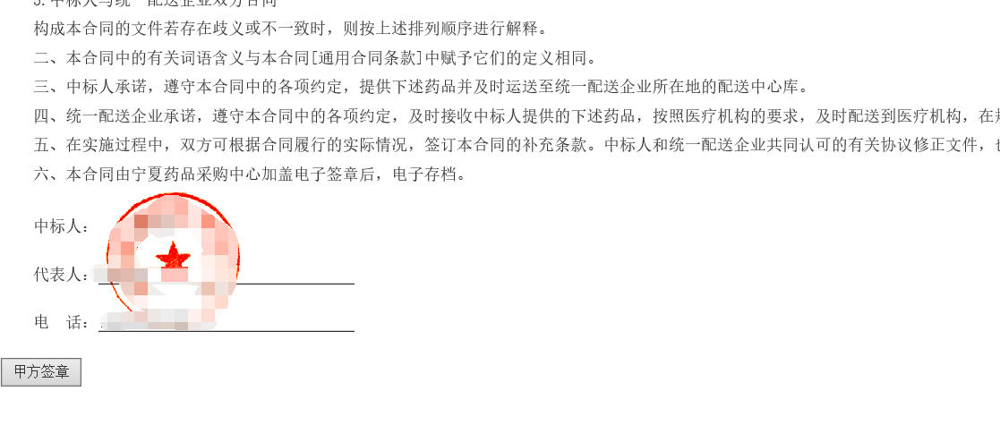 5.中标人与统一配送企业双方合同
构成本合同的文件若存在歧义或不一致时，则按上述排列顺序进行解释。
二、本合同中的有关词语含义与本合同[通用合同条款]中赋予它们的定义相同。
三、中标人承诺，遵守本合同中的各项约定，提供下述药品并及时运送至统一配送企业所在地的配送中心库。
四、统一配送企业承诺，遵守本合同中的各项约定，及时接收中标人提供的下述药品，按照医疗机构的要求，及时配送到医疗机构，在
五、在实施过程中，双方可根据合同履行的实际情况，签订本合同的补充条款。中标人和统一配送企业共同认可的有关协议修正文件，
六、本合同由宁夏药品采购中心加盖电子签章后，电子存档。
中标人：
代表人：
电　话：
甲方签章